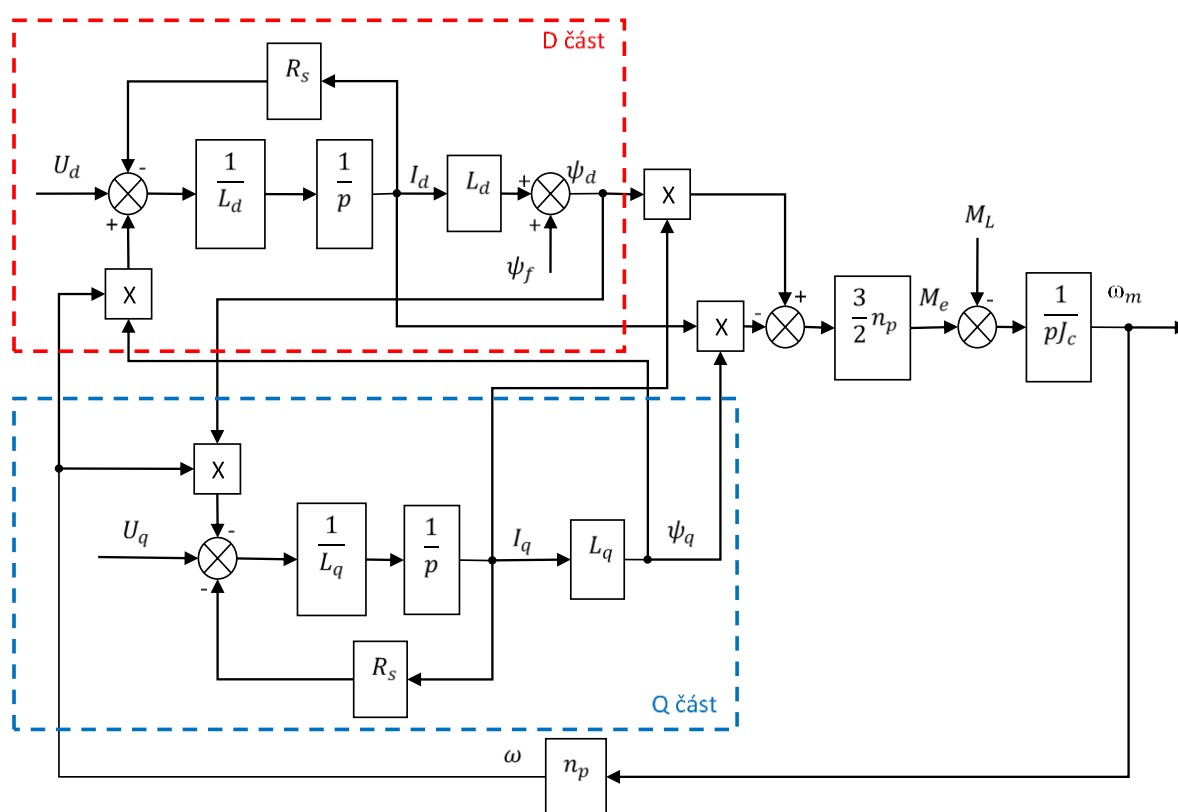 D část
R_s
U_d
-
1/L_d
1/p
I_d
L_d
+
ψ_d
X
+
+
ψ_f
M_L
X
X
-
+
3/2 n_p
M_e
-
1/(pJ_c)
ω_m
X
U_q
-
1/L_q
1/p
I_q
L_q
ψ_q
-
R_s
Q část
ω
n_p